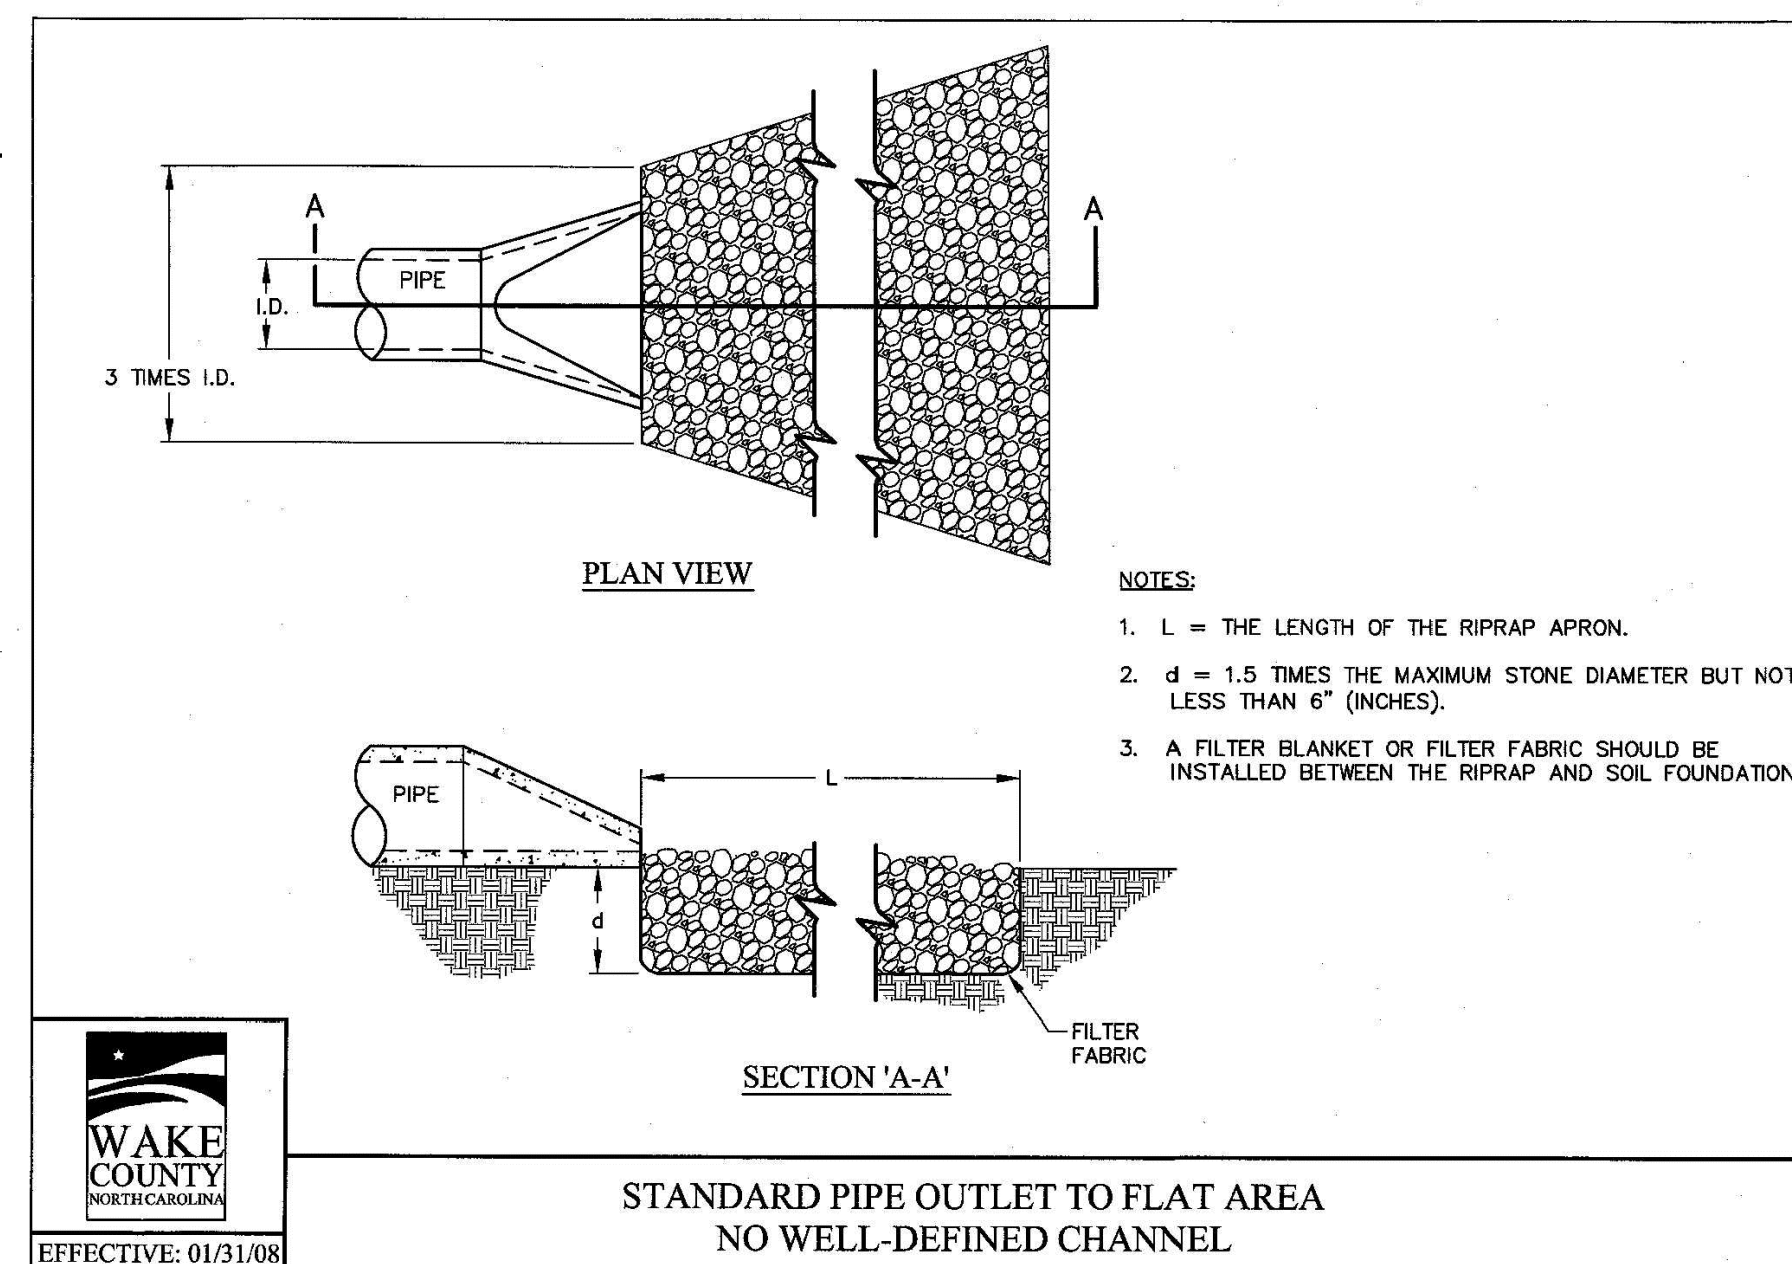 A
A
PIPE
I.D.
3 TIMES I.D.
PLAN VIEW
NOTES:
1. L = THE LENGTH OF THE RIPRAP APRON.
2. d = 1.5 TIMES THE MAXIMUM STONE DIAMETER BUT NOT
LESS THAN 6" (INCHES).
3. A FILTER BLANKET OR FILTER FABRIC SHOULD BE
INSTALLED BETWEEN THE RIPRAP AND SOIL FOUNDATION
PIPE
L
d
FILTER
FABRIC
SECTION 'A-A'
WAKE
COUNTY
NORTH CAROLINA
EFFECTIVE: 01/31/08
STANDARD PIPE OUTLET TO FLAT AREA
NO WELL-DEFINED CHANNEL